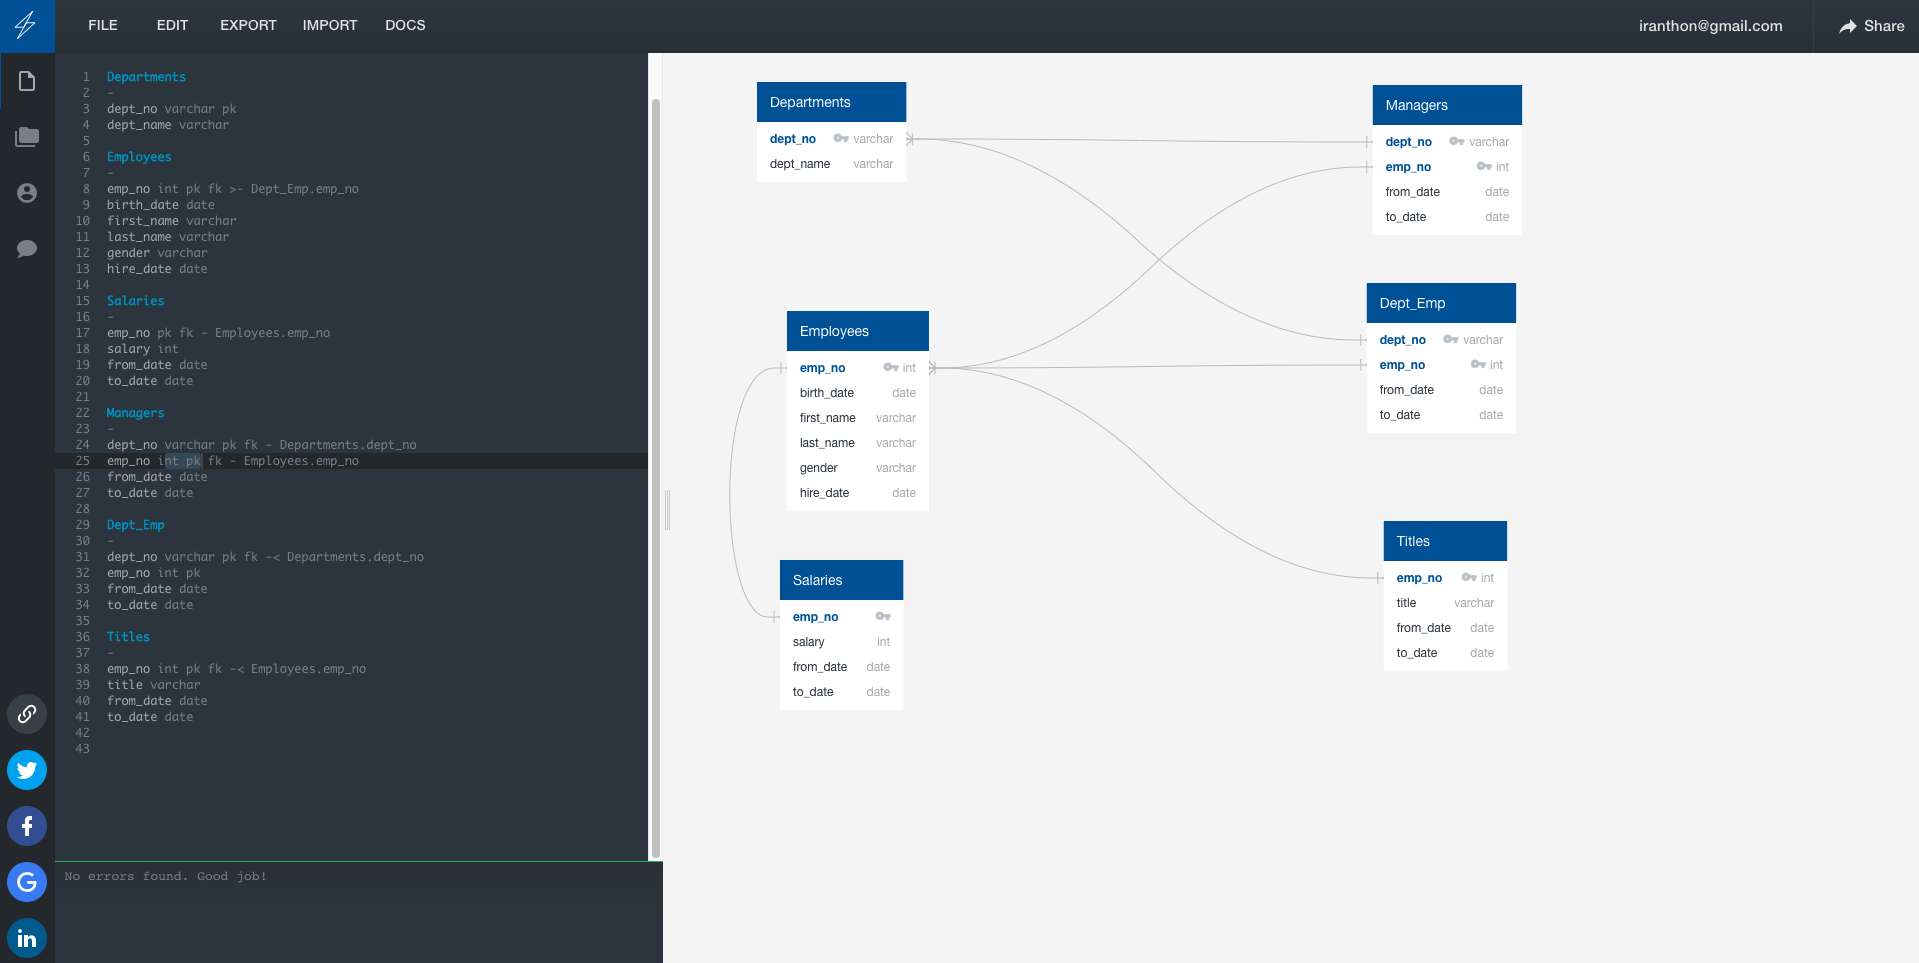 FILE EDIT EXPORT IMPORT DOCS iranthon@gmail.com Share
1 Departments
2 -
3 dept_no varchar pk
4 dept_name varchar
5
6 Employees
7 -
8 emp_no int pk fk >- Dept_Emp.emp_no
9 birth_date date
10 first_name varchar
11 last_name varchar
12 gender varchar
13 hire_date date
14
15 Salaries
16 -
17 emp_no pk fk - Employees.emp_no
18 salary int
19 from_date date
20 to_date date
21
22 Managers
23 -
24 dept_no varchar pk fk - Departments.dept_no
25 emp_no int pk fk - Employees.emp_no
26 from_date date
27 to_date date
28
29 Dept_Emp
30 -
31 dept_no varchar pk fk -< Departments.dept_no
32 emp_no int pk
33 from_date date
34 to_date date
35
36 Titles
37 -
38 emp_no int pk fk -< Employees.emp_no
39 title varchar
40 from_date date
41 to_date date
42
43
No errors found. Good job!
Departments
dept_no varchar
dept_name varchar
Employees
emp_no int
birth_date date
first_name varchar
last_name varchar
gender varchar
hire_date date
Salaries
emp_no
salary int
from_date date
to_date date
Managers
dept_no varchar
emp_no int
from_date date
to_date date
Dept_Emp
dept_no varchar
emp_no int
from_date date
to_date date
Titles
emp_no int
title varchar
from_date date
to_date date